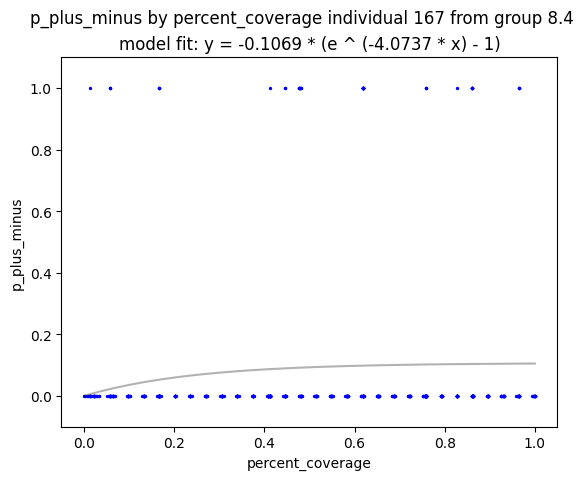 p_plus_minus by percent_coverage individual 167 from group 8.4
model fit: y = -0.1069 * (e ^ (-4.0737 * x) - 1)
1.0
0.8
0.6
0.4
0.2
0.0
p_plus_minus
0.0 0.2 0.4 0.6 0.8 1.0
percent_coverage